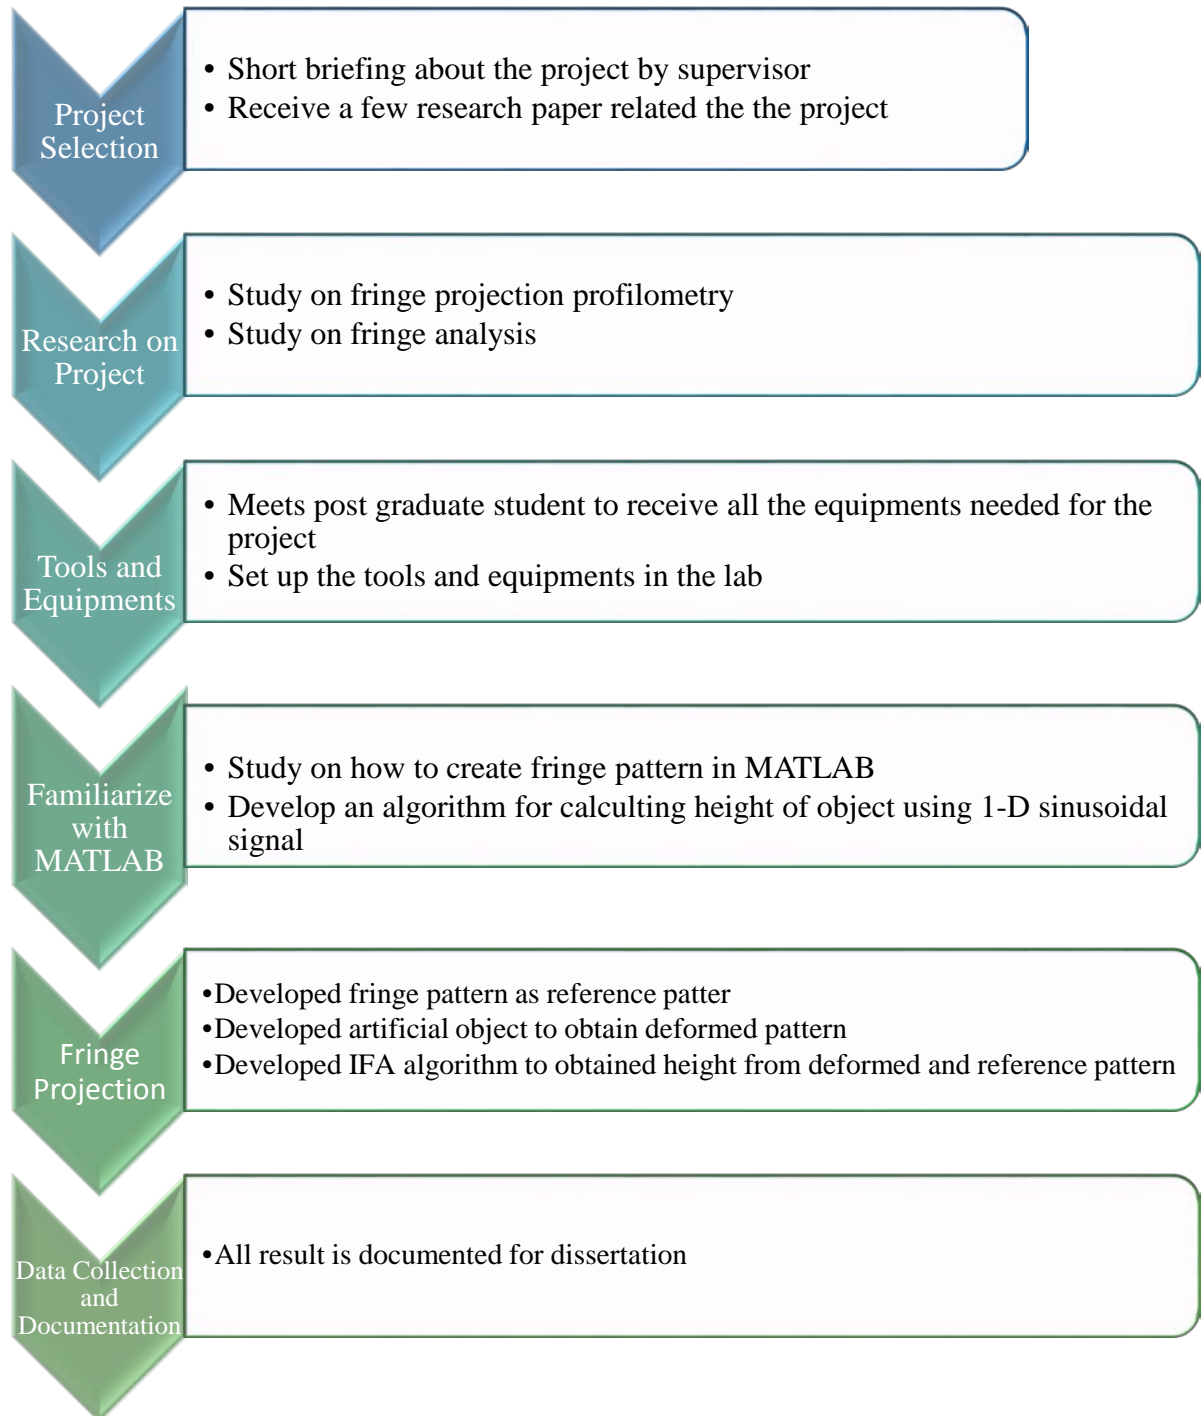 Project
Selection
• Short briefing about the project by supervisor
• Receive a few research paper related the the project
Research on
Project
• Study on fringe projection profilometry
• Study on fringe analysis
Tools and
Equipments
• Meets post graduate student to receive all the equipments needed for the
project
• Set up the tools and equipments in the lab
Familiarize
with
MATLAB
• Study on how to create fringe pattern in MATLAB
• Develop an algorithm for calculting height of object using 1-D sinusoidal
signal
Fringe
Projection
•Developed fringe pattern as reference patter
•Developed artificial object to obtain deformed pattern
•Developed IFA algorithm to obtained height from deformed and reference pattern
Data Collection
and
Documentation
•All result is documented for dissertation